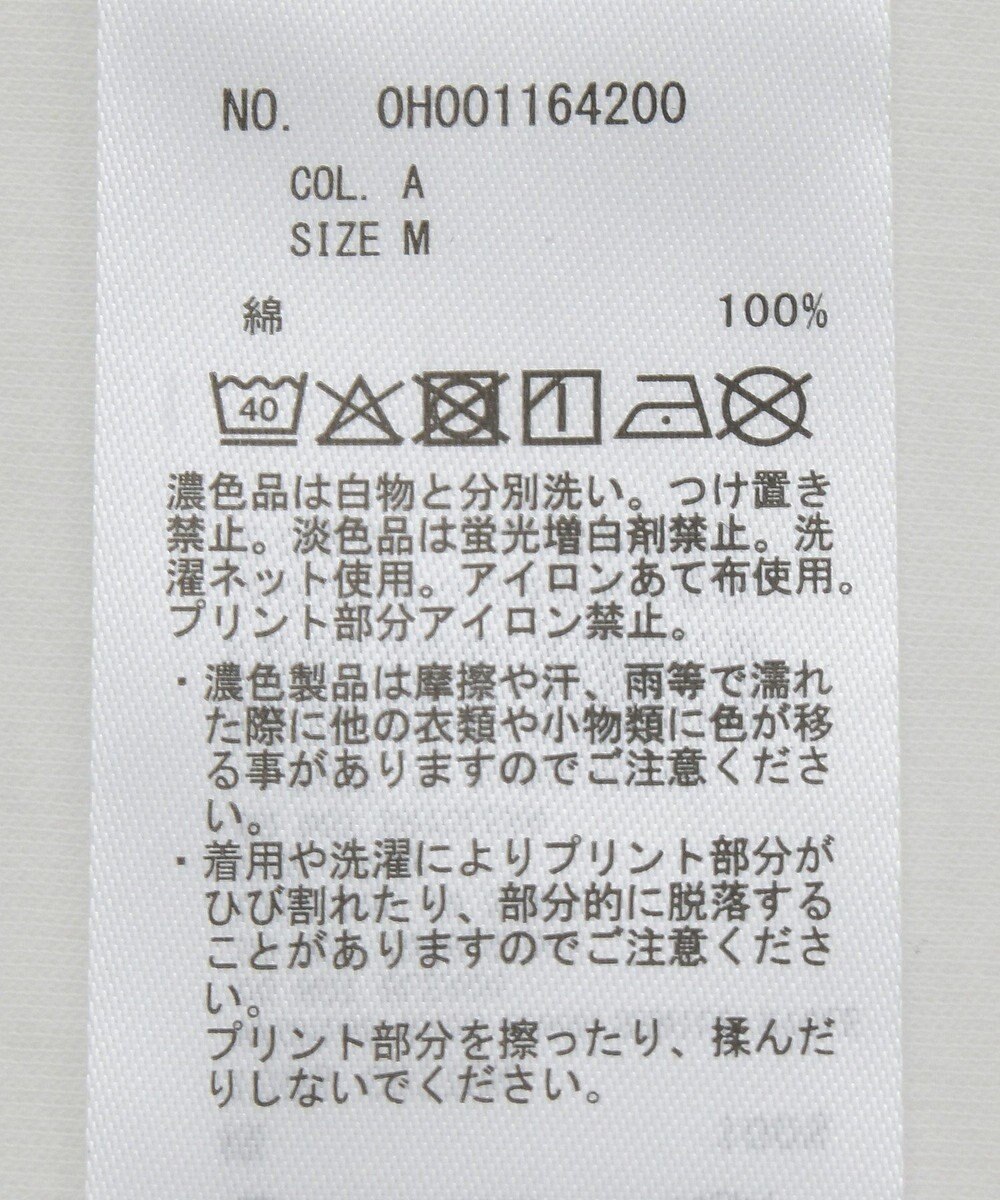 NO. 0H001164200
COL. A
SIZE M
綿 100%
40
濃色品は白物と分別洗い。つけ置き
禁止。淡色品は蛍光増白剤禁止。洗
濯ネット使用。アイロンあて布使用。
プリント部分アイロン禁止。
・濃色製品は摩擦や汗、雨等で濡れ
た際に他の衣類や小物類に色が移
る事がありますのでご注意くださ
い。
・着用や洗濯によりプリント部分が
ひび割れたり、部分的に脱落する
ことがありますのでご注意くださ
い。
プリント部分を擦ったり、揉んだ
りしないでください。